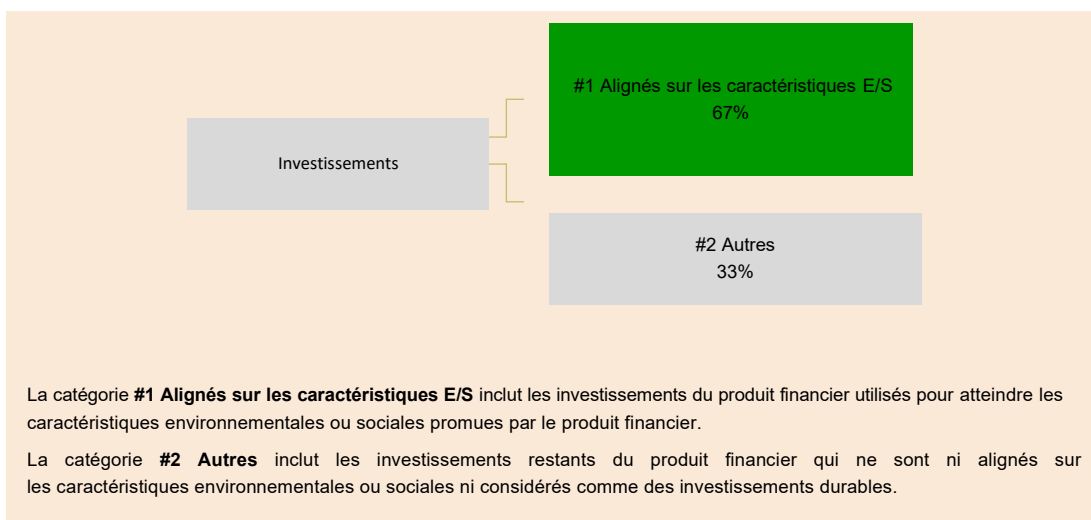 #1 Alignés sur les caractéristiques E/S
67%
Investissements
#2 Autres
33%
La catégorie #1 Alignés sur les caractéristiques E/S inclut les investissements du produit financier utilisés pour atteindre les
caractéristiques environnementales ou sociales promues par le produit financier.
La catégorie #2 Autres inclut les investissements restants du produit financier qui ne sont ni alignés sur
les caractéristiques environnementales ou sociales ni considérés comme des investissements durables.